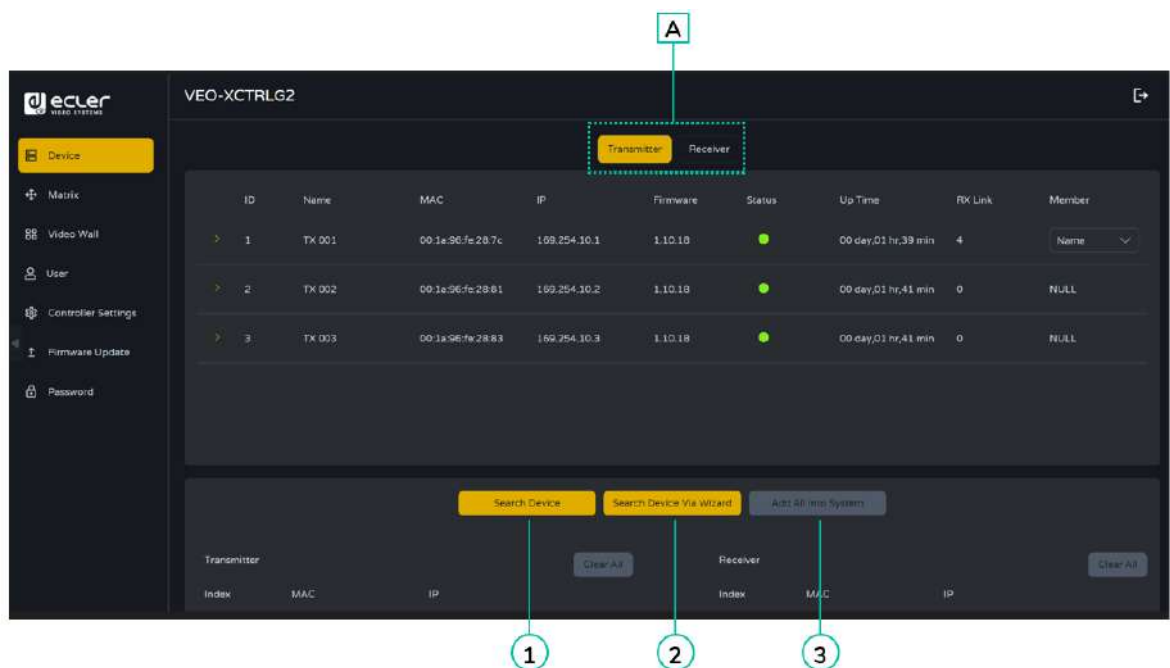 A
ecler
VIDEO SYSTEMS
VEO-XCTRLG2
Device
Matrix
Video Wall
User
Controller Settings
Firmware Update
Password
Transmitter Receiver
ID Name MAC IP Firmware Status Up Time RX Link Member
1 TX 001 00:1a:96:fe:28:7c 169.254.10.1 1.10.18 00 day,01 hr,39 min 4 Name
2 TX 002 00:1a:96:fe:28:81 169.254.10.2 1.10.18 00 day,01 hr,41 min 0 NULL
3 TX 003 00:1a:96:fe:28:83 169.254.10.3 1.10.18 00 day,01 hr,41 min 0 NULL
Search Device Search Device Via Wizard Add All Into System
Transmitter Clear All Receiver Clear All
Index MAC IP Index MAC IP
1 2 3